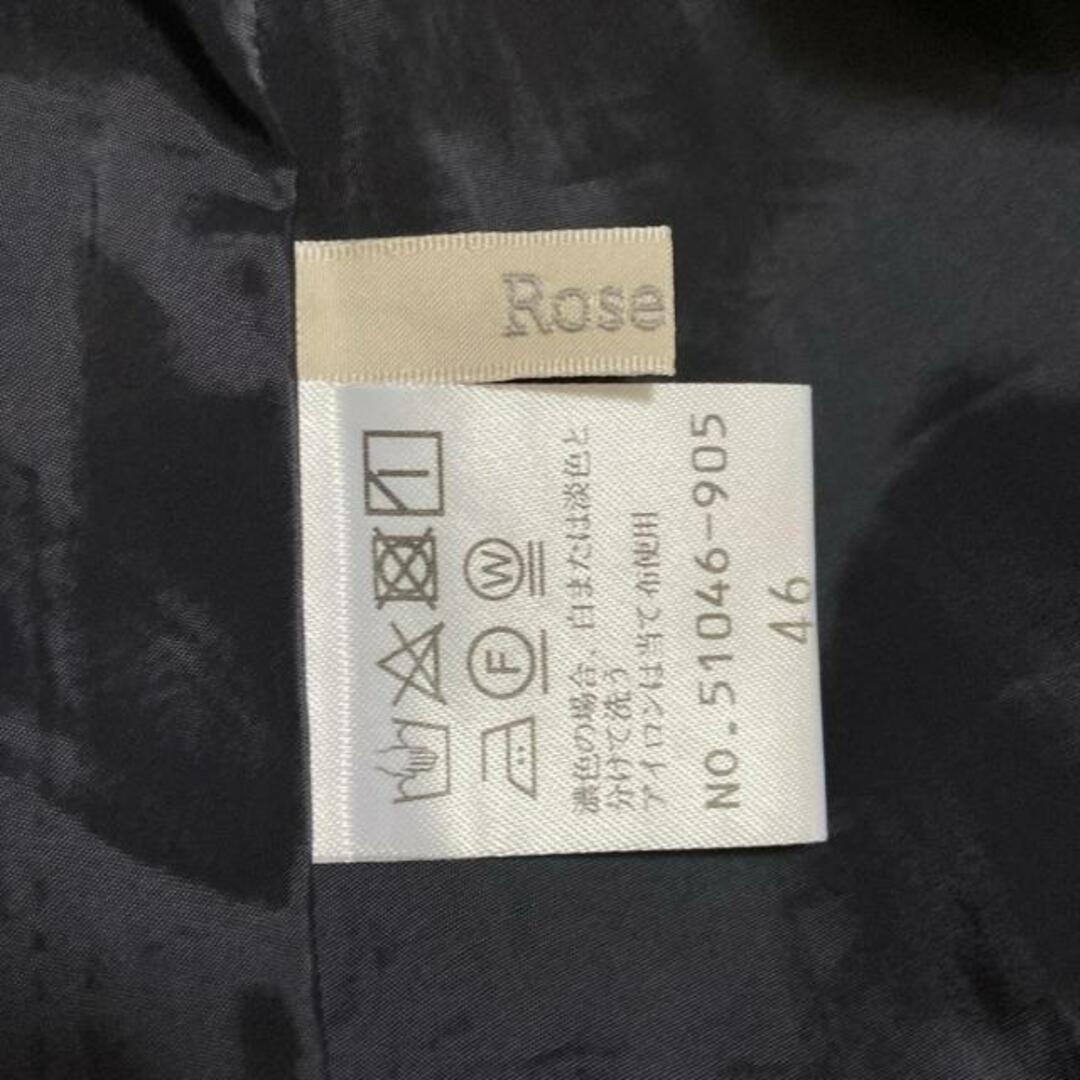 Rose
F
W
濃色の場合、白または淡色と
分けて洗う
アイロンは当て布使用
NO.51046-905
46